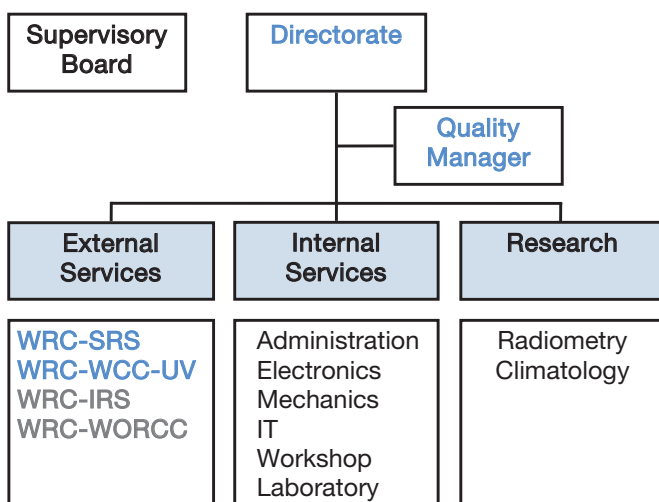 Supervisory
Board
Directorate
Quality
Manager
External
Services
Internal
Services
Research
WRC-SRS
WRC-WCC-UV
WRC-IRS
WRC-WORCC
Administration
Electronics
Mechanics
IT
Workshop
Laboratory
Radiometry
Climatology